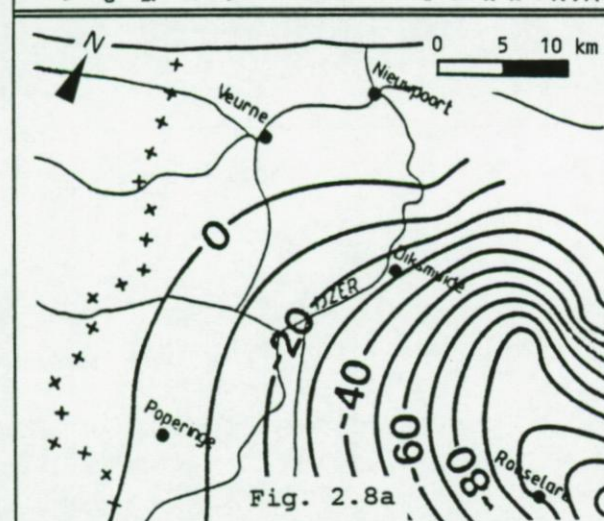 N
0 5 10 km
Nieuwpoort
Veurne
0
Diksmuide
IJZER
-20
-40
Poperinge
-60
-80
Roeselare
Fig. 2.8a